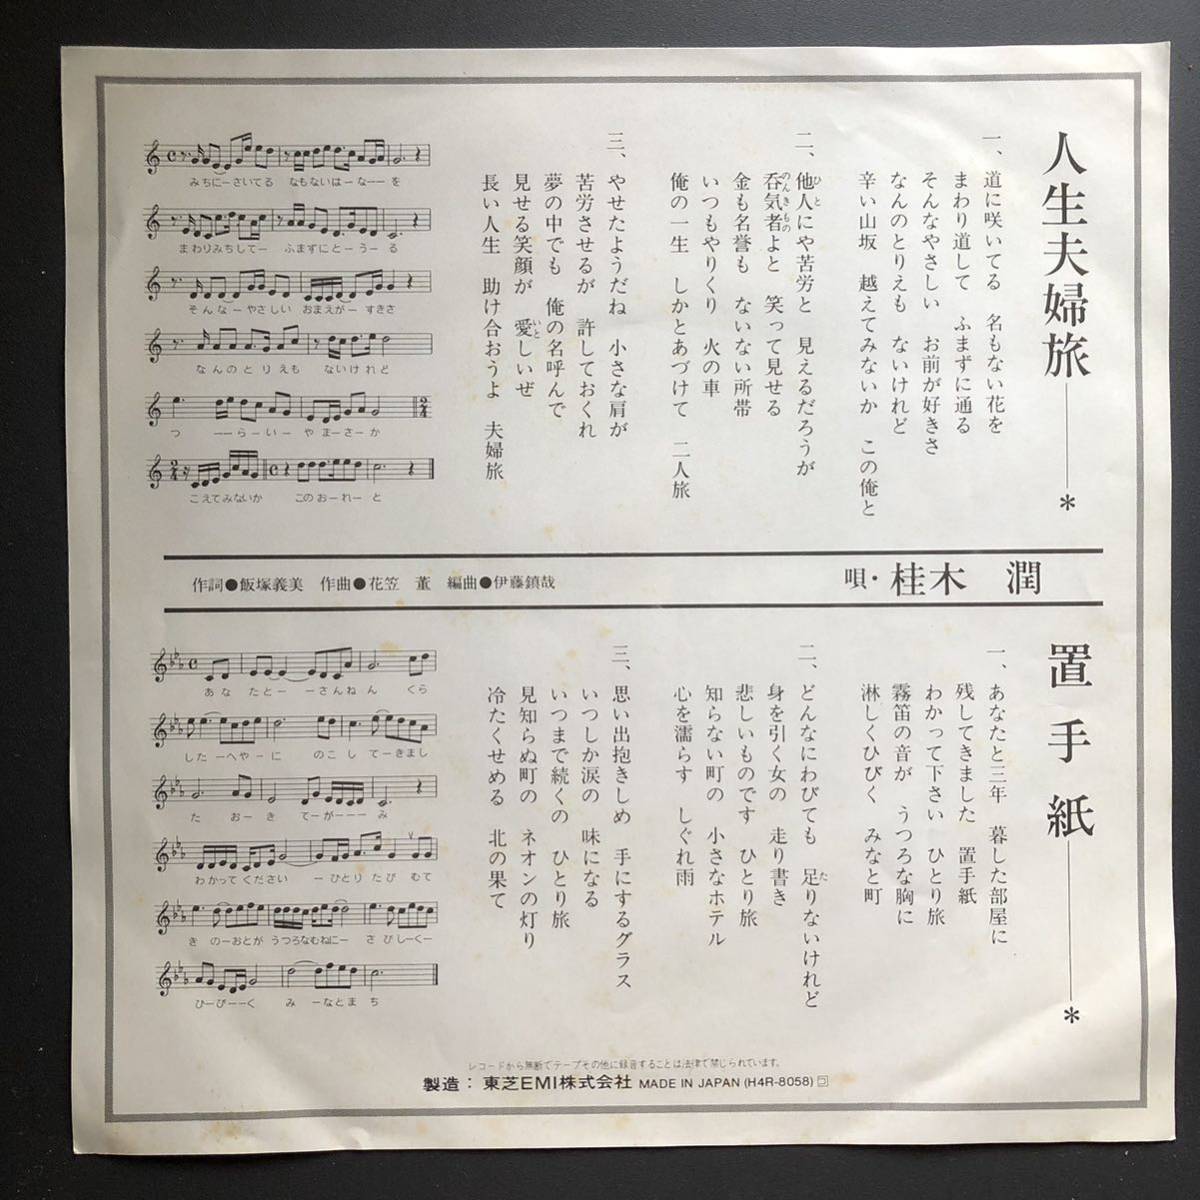 人生夫婦旅
一、道に咲いてる 名もない花を
まわり道して ふまずに通る
そんなやさしい お前が好きさ
なんのとりえも ないけれど
辛い山坂 越えてみないか この俺と
二、他人にや苦労と 見えるだろうが
ひと
呑気者よと 笑って見せる
のんきもの
金も名誉も ないない所帯
いつもやりくり 火の車
俺の一生 しかとあづけて 二人旅
三、やせたようだね 小さな肩が
苦労させるが 許しておくれ
夢の中でも 俺の名呼んで
見せる笑顔が 愛しいぜ
いと
長い人生 助け合おうよ 夫婦旅
みちにーさいてる なもないはなーーを
まわりみちしてー ふまずにとーうーる
そんなーやさしい おまえがーすきさ
なんのとりえも ないけれど
つ ーーらーいー やまーさーか
こえてみないか このおーれーと
唄・桂木 潤
作詞●飯塚義美 作曲●花笠 薫 編曲●伊藤鎮哉
置手紙
一、あなたと三年 暮した部屋に
残してきました 置手紙
わかって下さい ひとり旅
霧笛の音が うつろな胸に
淋しくひびく みなと町
二、どんなにわびても 足りないけれど
た
身を引く女の 走り書き
悲しいものです ひとり旅
知らない町の 小さなホテル
心を濡らす しぐれ雨
三、思い出抱きしめ 手にするグラス
いつしか涙の 味になる
いつまで続くの ひとり旅
見知らぬ町の ネオンの灯り
冷たくせめる 北の果て
あなたとー ーさんねん くら
したーへやーに のこしてーきまし
た おーき てーがーーーみ
わかってください ーひとりたび むて
きのーおとが うつろなむねにー さびしーくー
ひーびーーく み ーなとまち
レコードから無断でテープその他に録音することは法律で禁じられています。
製造：東芝EMI株式会社 MADE IN JAPAN (H4R-8058)